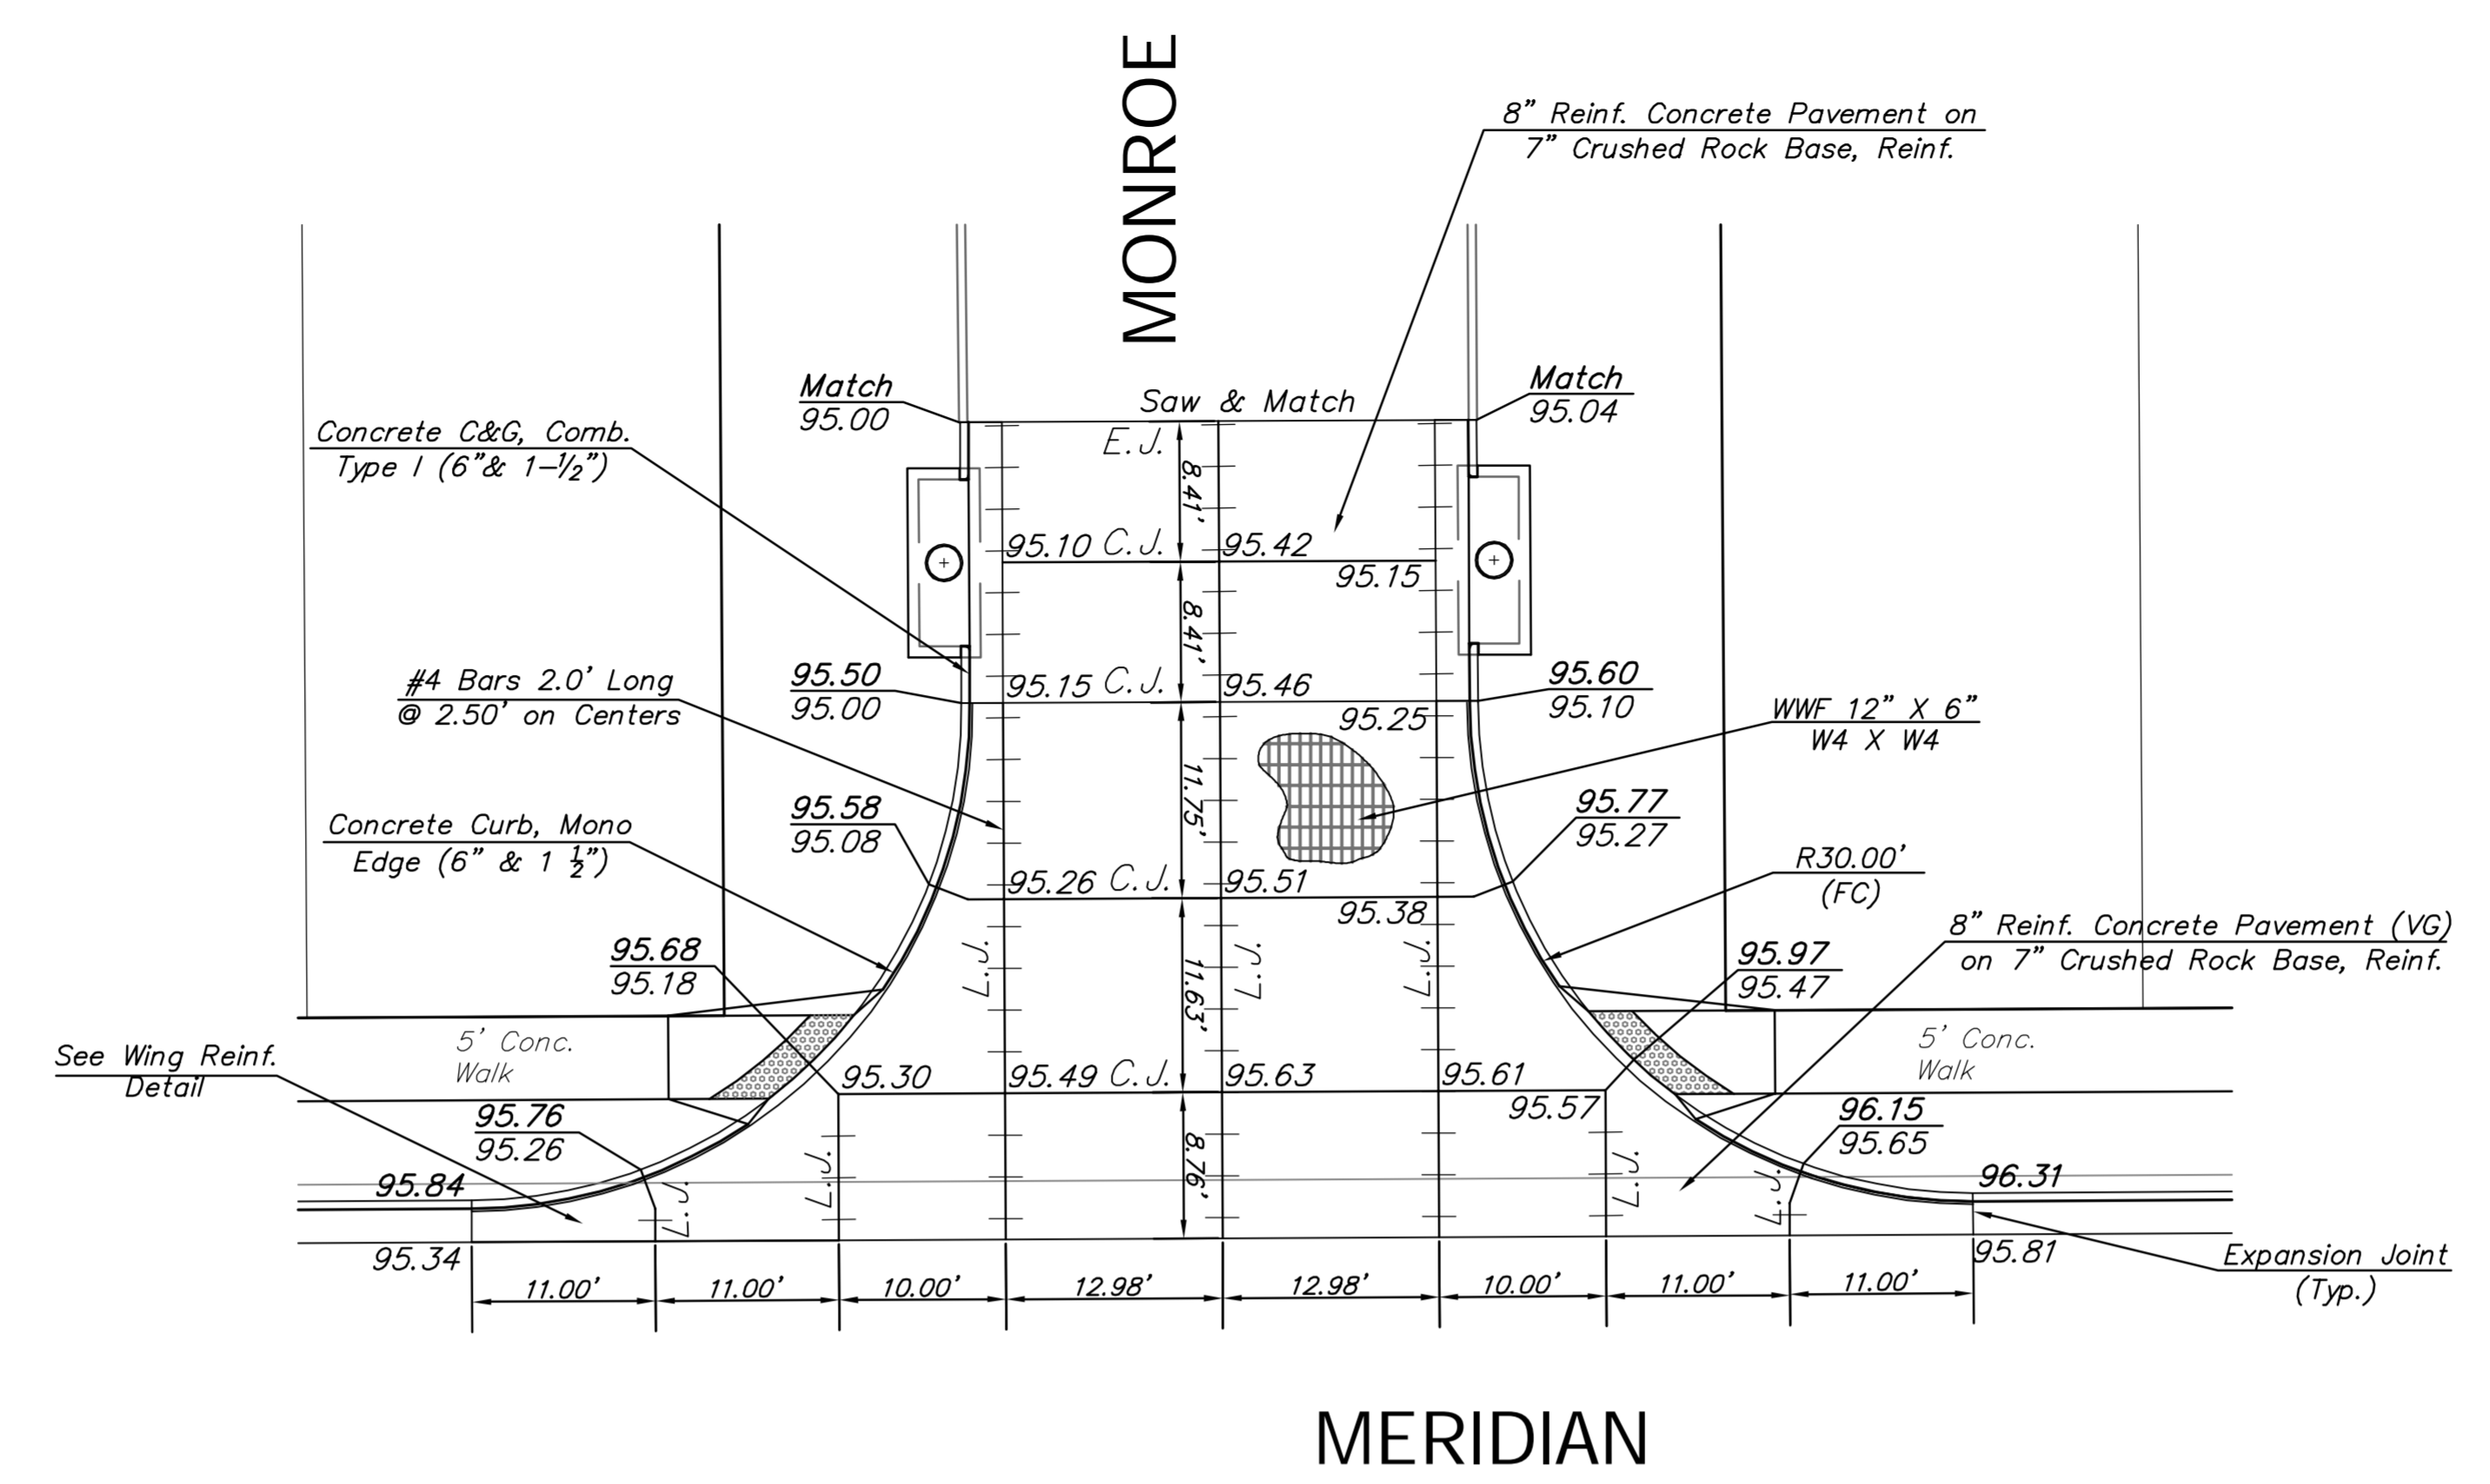 MONROE
8” Reinf. Concrete Pavement on
7” Crushed Rock Base, Reinf.
Match
95.00
Saw & Match
Match
95.04
Concrete C&G, Comb.
Type I (6”& 1-½”)
E.J.
8.41’
95.10 C.J.
95.42
95.15
8.41’
#4 Bars 2.0’ Long
@ 2.50’ on Centers
95.50
95.00
95.15 C.J.
95.46
95.25
95.60
95.10
WWF 12” X 6”
W4 X W4
11.75’
Concrete Curb, Mono
Edge (6” & 1 ½”)
95.58
95.08
95.26 C.J.
95.51
95.38
95.77
95.27
R30.00’
(FC)
8” Reinf. Concrete Pavement (VG)
on 7” Crushed Rock Base, Reinf.
95.68
95.18
L.J.
11.63’
L.J.
L.J.
95.97
95.47
5’ Conc.
Walk
5’ Conc.
Walk
See Wing Reinf.
Detail
95.30
95.49 C.J.
95.63
95.61
95.57
95.76
95.26
96.15
95.65
95.84
L.J.
L.J.
8.76’
L.J.
L.J.
96.31
95.34
95.81
Expansion Joint
(Typ.)
11.00’
11.00’
10.00’
12.98’
12.98’
10.00’
11.00’
11.00’
MERIDIAN